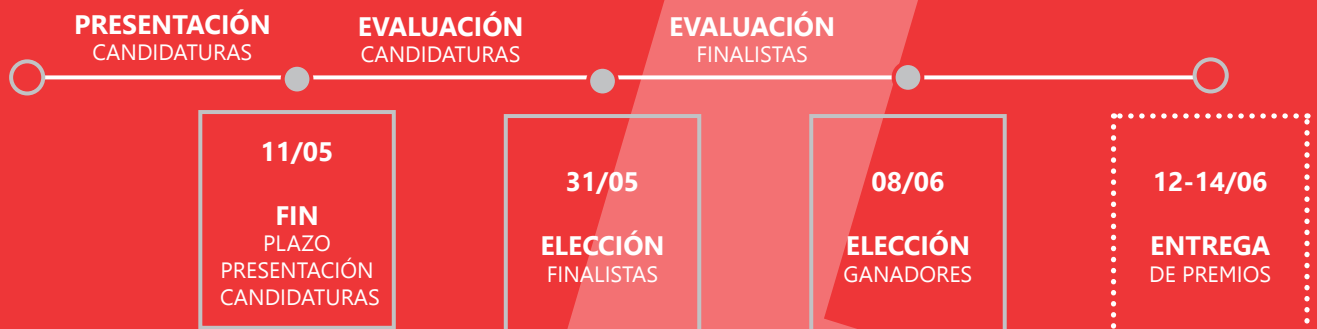 PRESENTACIÓN
CANDIDATURAS
EVALUACIÓN
CANDIDATURAS
EVALUACIÓN
FINALISTAS
11/05
FIN
PLAZO
PRESENTACIÓN
CANDIDATURAS
31/05
ELECCIÓN
FINALISTAS
08/06
ELECCIÓN
GANADORES
12-14/06
ENTREGA
DE PREMIOS